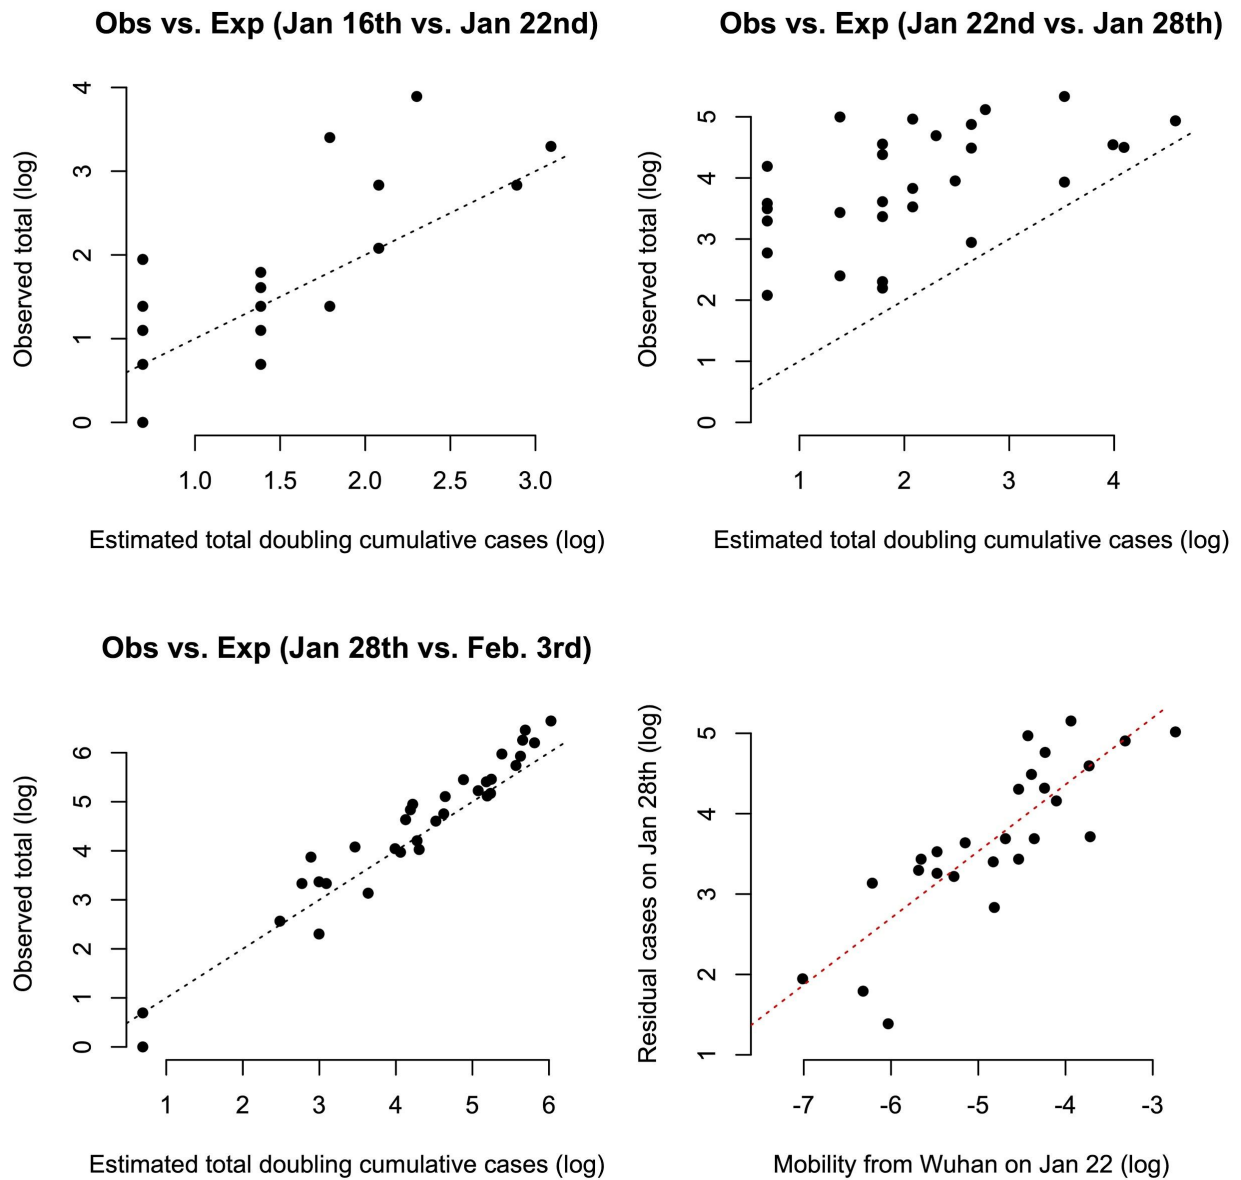 Obs vs. Exp (Jan 16th vs. Jan 22nd)
Observed total (log)
4
3
2
1
0
1.0 1.5 2.0 2.5 3.0
Estimated total doubling cumulative cases (log)
Obs vs. Exp (Jan 22nd vs. Jan 28th)
Observed total (log)
5
4
3
2
1
0
1 2 3 4
Estimated total doubling cumulative cases (log)
Obs vs. Exp (Jan 28th vs. Feb. 3rd)
Observed total (log)
6
5
4
3
2
1
0
1 2 3 4 5 6
Estimated total doubling cumulative cases (log)
Residual cases on Jan 28th (log)
5
4
3
2
1
-7 -6 -5 -4 -3
Mobility from Wuhan on Jan 22 (log)